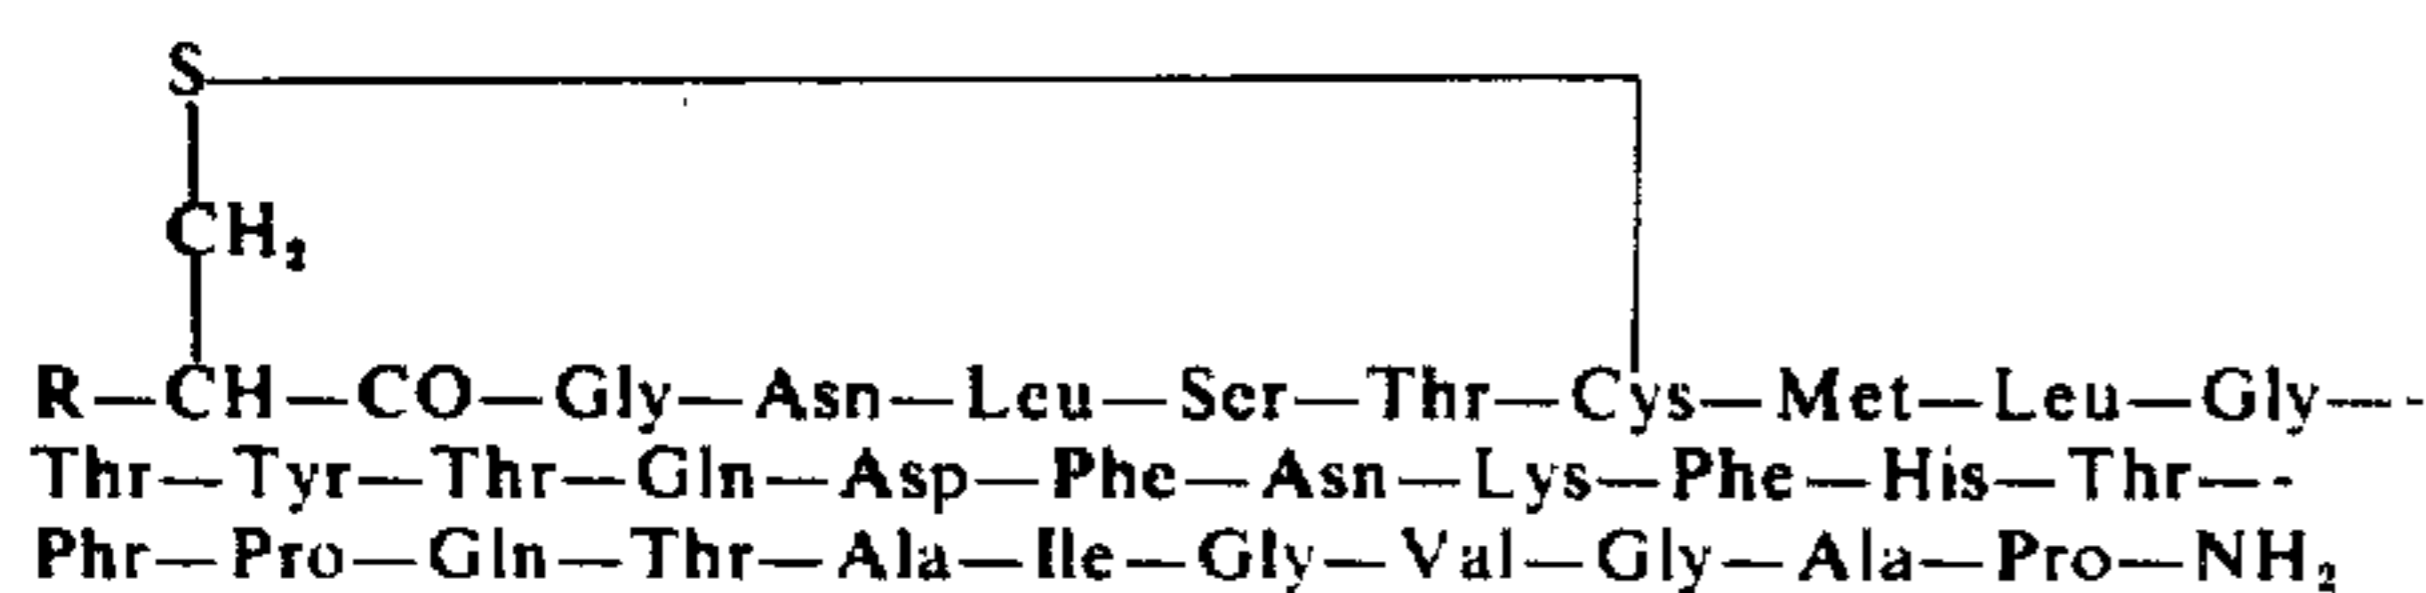 S
CH₂
R—CH—CO—Gly—Asn—Leu—Ser—Thr—Cys—Met—Leu—Gly—-
Thr—Tyr—Thr—Gln—Asp—Phe—Asn—Lys—Phe—His—Thr—-
Phr—Pro—Gln—Thr—Ala—Ile—Gly—Val—Gly—Ala—Pro—NH₂